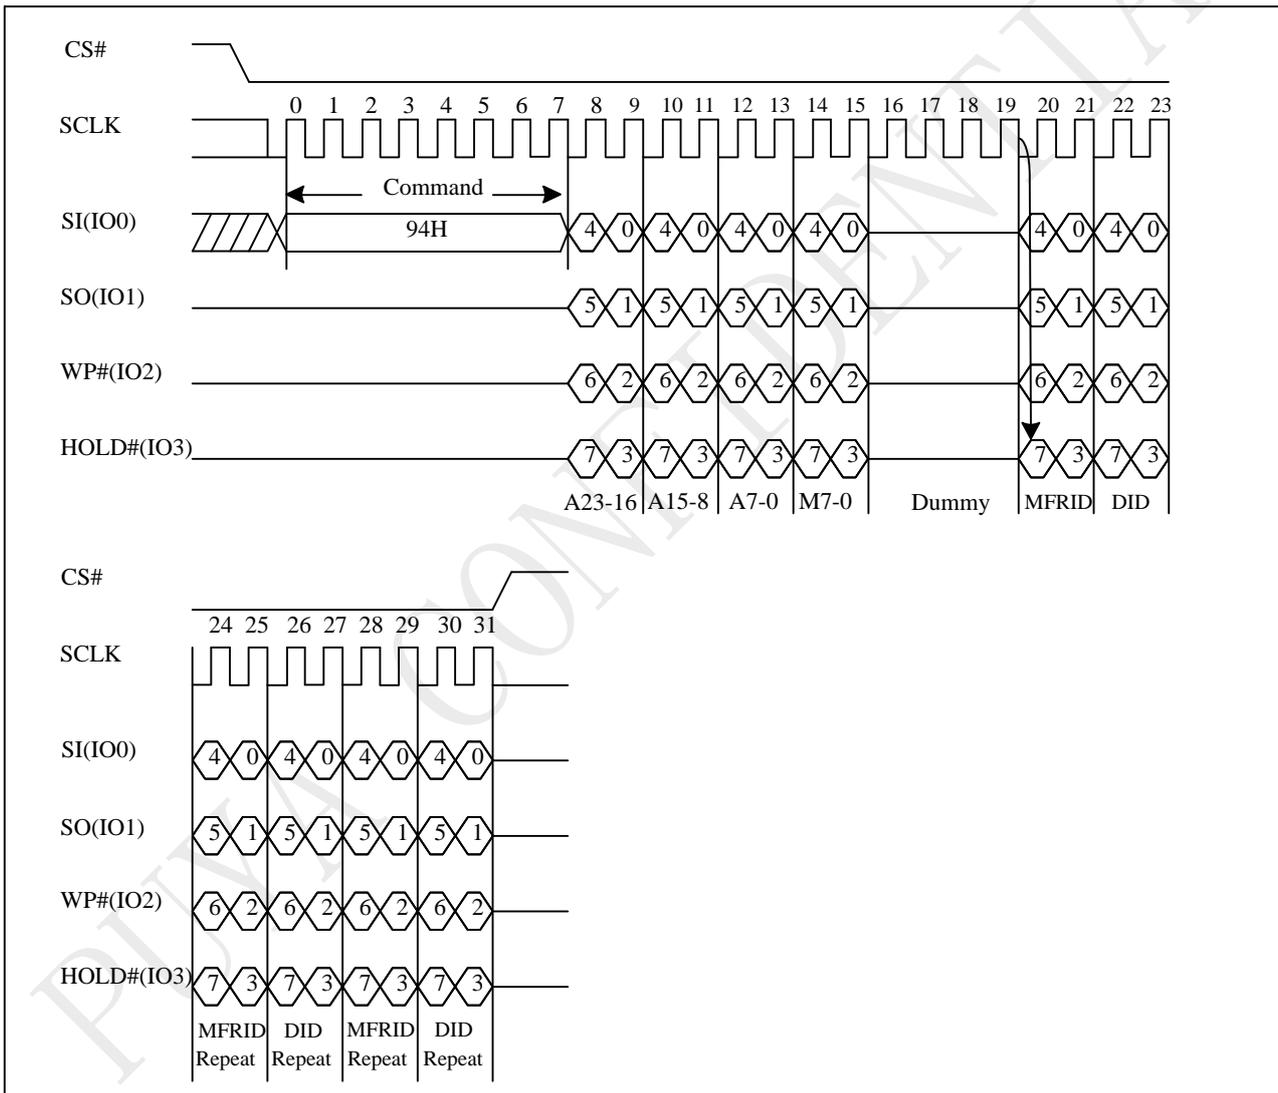 CS#
0 1 2 3 4 5 6 7 8 9 10 11 12 13 14 15 16 17 18 19 20 21 22 23
SCLK
Command
SI(IO0) 94H 4 0 4 0 4 0 4 0 4 0 4 0
SO(IO1) 5 1 5 1 5 1 5 1 5 1 5 1
WP#(IO2) 6 2 6 2 6 2 6 2 6 2 6 2
HOLD#(IO3) 7 3 7 3 7 3 7 3 7 3 7 3
A23-16 A15-8 A7-0 M7-0 Dummy MFRID DID
CS#
24 25 26 27 28 29 30 31
SCLK
SI(IO0) 4 0 4 0 4 0 4 0
SO(IO1) 5 1 5 1 5 1 5 1
WP#(IO2) 6 2 6 2 6 2 6 2
HOLD#(IO3) 7 3 7 3 7 3 7 3
MFRID DID MFRID DID
Repeat Repeat Repeat Repeat
PUYA CONFIDENTIA